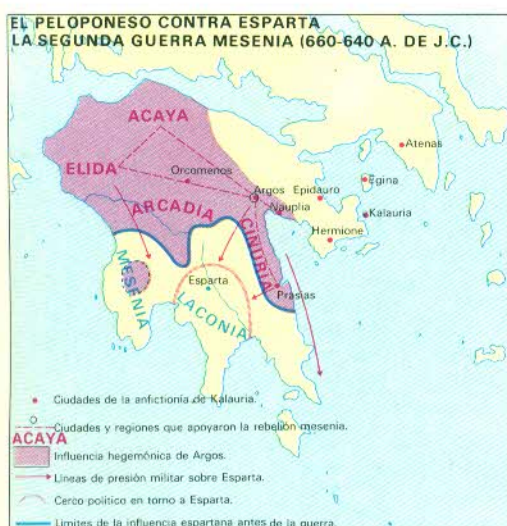 EL PELOPONESO CONTRA ESPARTA
LA SEGUNDA GUERRA MESENIA (660-640 A. DE J.C.)
ACAYA
Atenas
ELIDA
Orcomenos
Egina
Argos
Epidauro
Nauplia
Kalauria
ARCADIA
Hermione
CINURIA
MESENIA
Esparta
Prasias
LACONIA
Ciudades de la anfictionía de Kalauria.
Ciudades y regiones que apoyaron la rebelión mesenia.
ACAYA
Influencia hegemónica de Argos.
Líneas de presión militar sobre Esparta.
Cerco político en torno a Esparta.
Límites de la influencia espartana antes de la guerra.